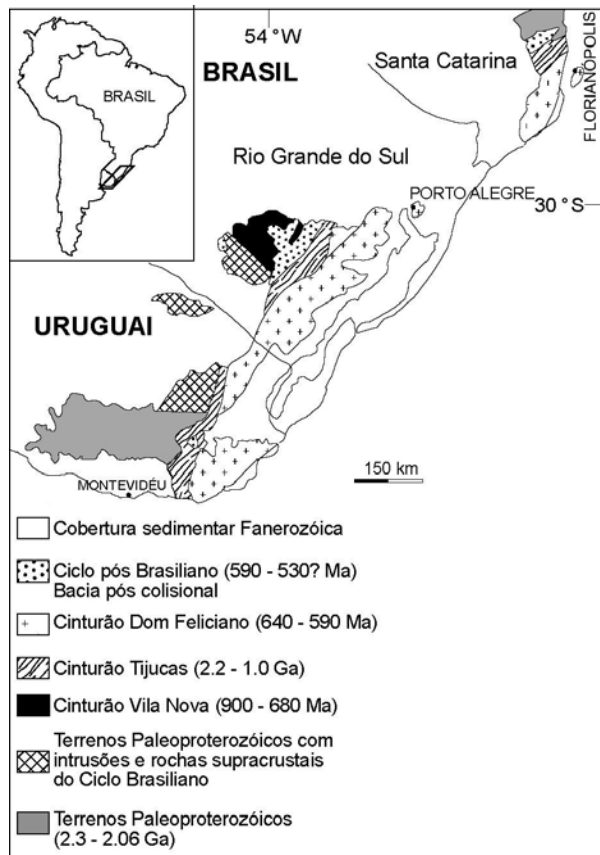 54 °W
BRASIL
Santa Catarina
FLORIANÓPOLIS
BRASIL
Rio Grande do Sul
PORTO ALEGRE
30 °S
URUGUAI
150 km
MONTEVIDÉU
Cobertura sedimentar Fanerozóica
Ciclo pós Brasiliano (590 - 530? Ma)
Bacia pós colisional
Cinturão Dom Feliciano (640 - 590 Ma)
Cinturão Tijucas (2.2 - 1.0 Ga)
Cinturão Vila Nova (900 - 680 Ma)
Terrenos Paleoproterozóicos com
intrusões e rochas supracrustais
do Ciclo Brasiliano
Terrenos Paleoproterozóicos
(2.3 - 2.06 Ga)